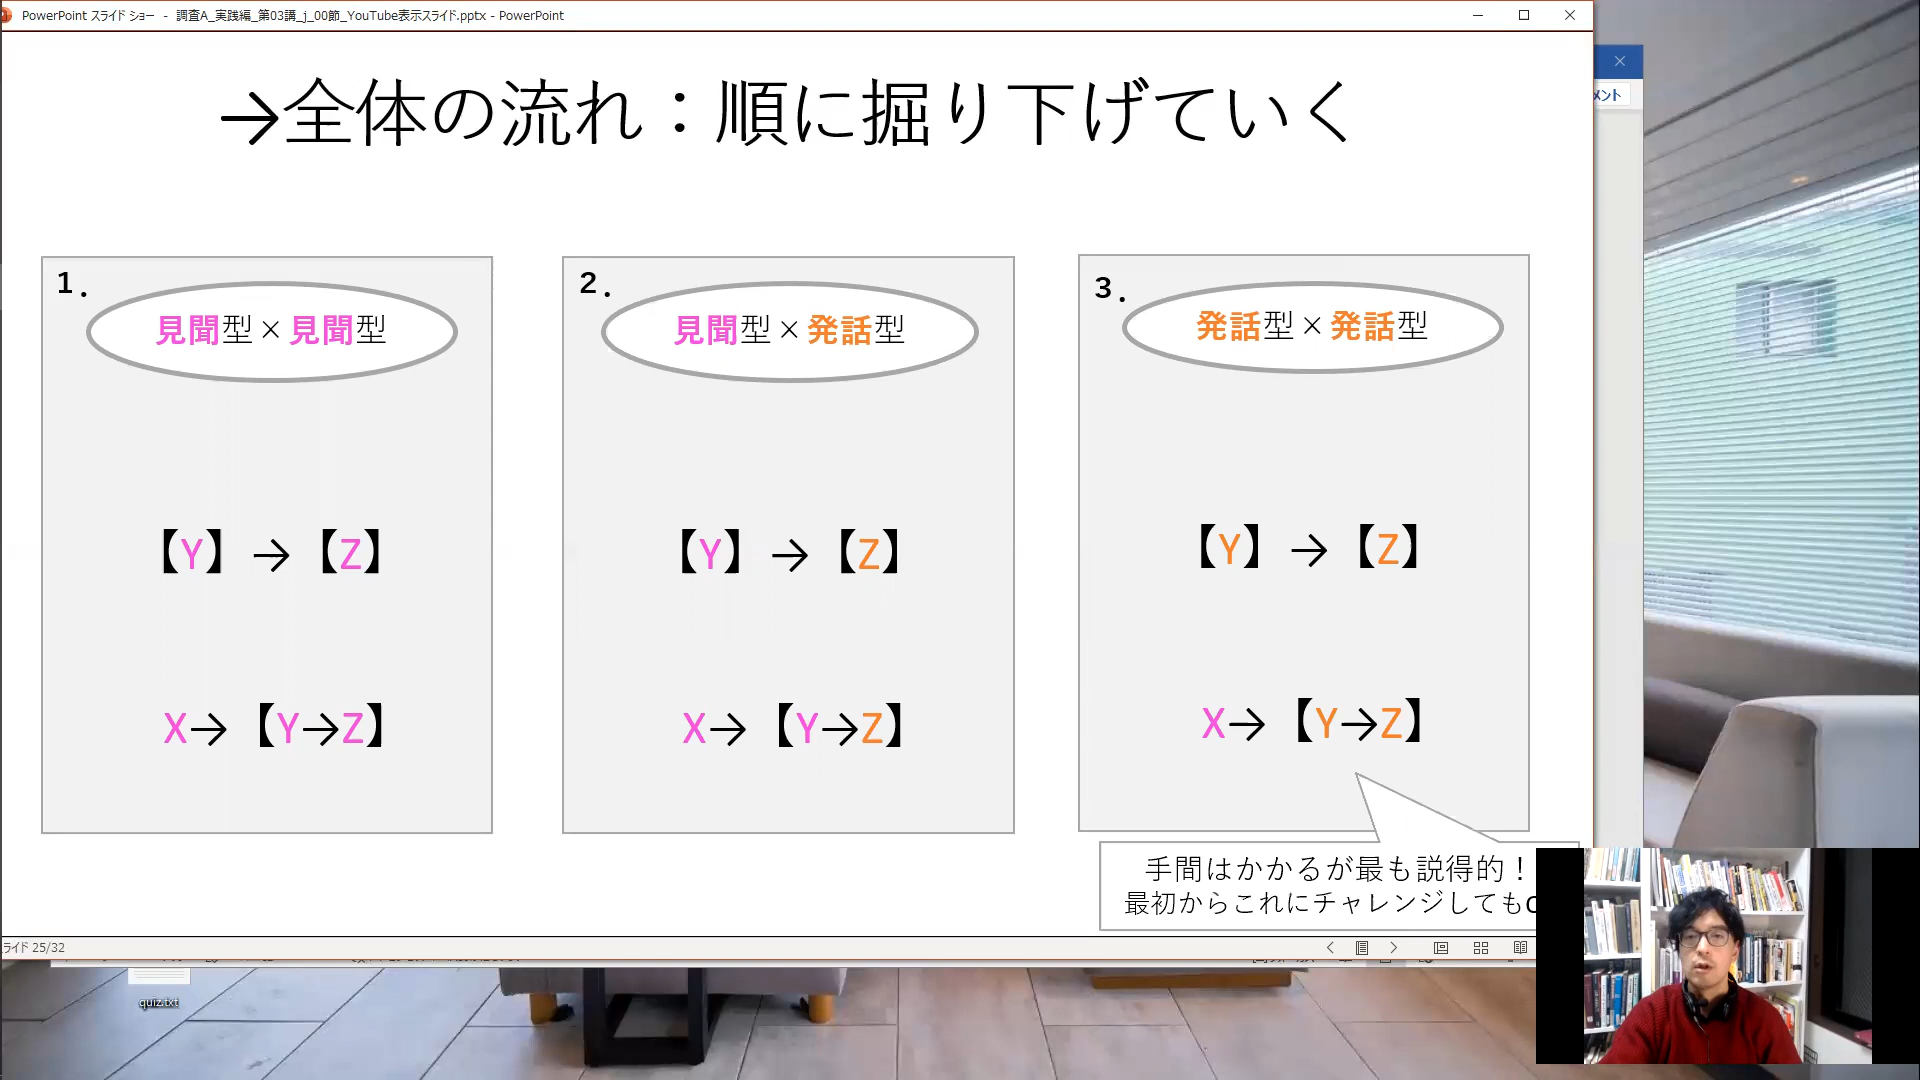 PowerPoint スライド ショー - 調査A_実践編_第03講_j_00節_YouTube表示スライド.pptx - PowerPoint
メント
→全体の流れ：順に掘り下げていく
1.
見聞型×見聞型
【Y】→【Z】
X→【Y→Z】
2.
見聞型×発話型
【Y】→【Z】
X→【Y→Z】
3.
発話型×発話型
【Y】→【Z】
X→【Y→Z】
手間はかかるが最も説得的！
最初からこれにチャレンジしても
ライド 25/32
quiz.txt